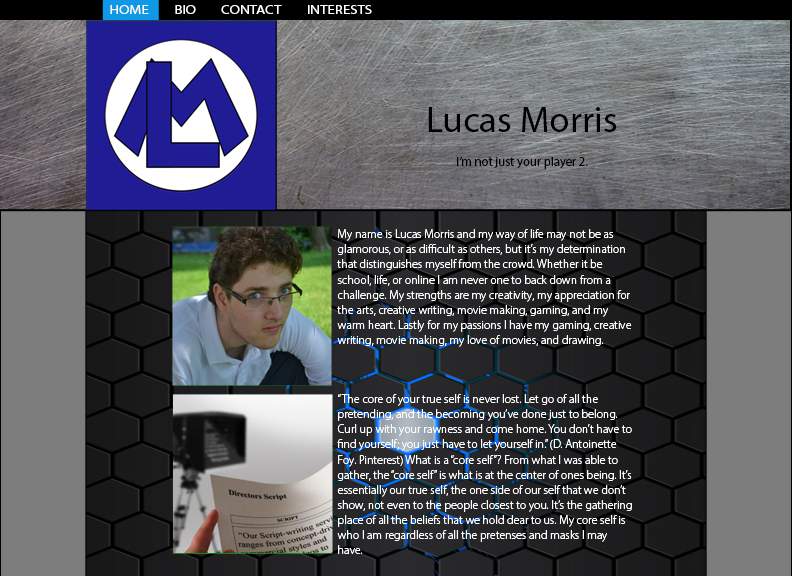 HOME BIO CONTACT INTERESTS
Lucas Morris
I'm not just your player 2.
My name is Lucas Morris and my way of life may not be as
glamorous, or as difficult as others, but it's my determination
that distinguishes myself from the crowd. Whether it be
school, life, or online I am never one to back down from a
challenge. My strengths are my creativity, my appreciation for
the arts, creative writing, movie making, gaming, and my
warm heart. Lastly for my passions I have my gaming, creative
writing, movie making, my love of movies, and drawing.
"The core of your true self is never lost. Let go of all the
pretending, and the becoming you've done just to belong.
Curl up with your rawness and come home. You don't have to
find yourself; you just have to let yourself in." (D. Antoinette
Foy. Pinterest) What is a "core self"? From what I was able to
gather, the "core self" is what is at the center of ones being. It's
essentially our true self, the one side of our self that we don't
show, not even to the people closest to you. It's the gathering
place of all the beliefs that we hold dear to us. My core self is
who I am regardless of all the pretenses and masks I may
have.
Directors Script
SCRIPT
"Our Script-writing serv
ranges from concept-driv
commercial styles and